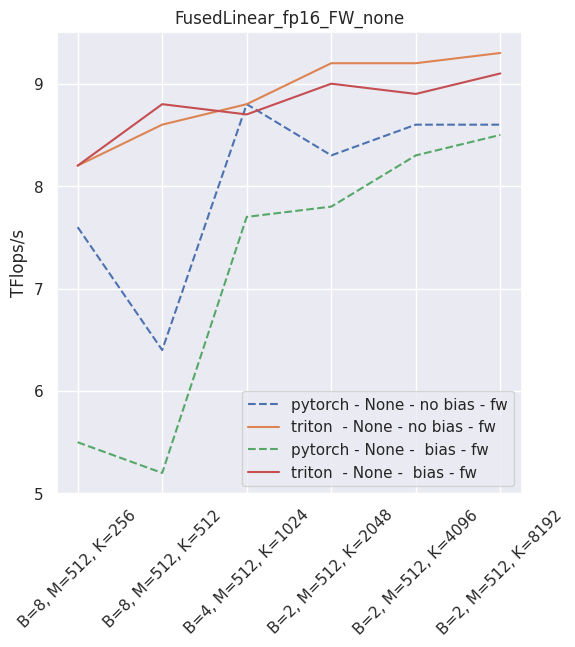 FusedLinear_fp16_FW_none
TFlops/s
9
8
7
6
5
pytorch - None - no bias - fw
triton  - None - no bias - fw
pytorch - None -  bias - fw
triton  - None -  bias - fw
B=8, M=512, K=256
B=8, M=512, K=512
B=4, M=512, K=1024
B=2, M=512, K=2048
B=2, M=512, K=4096
B=2, M=512, K=8192